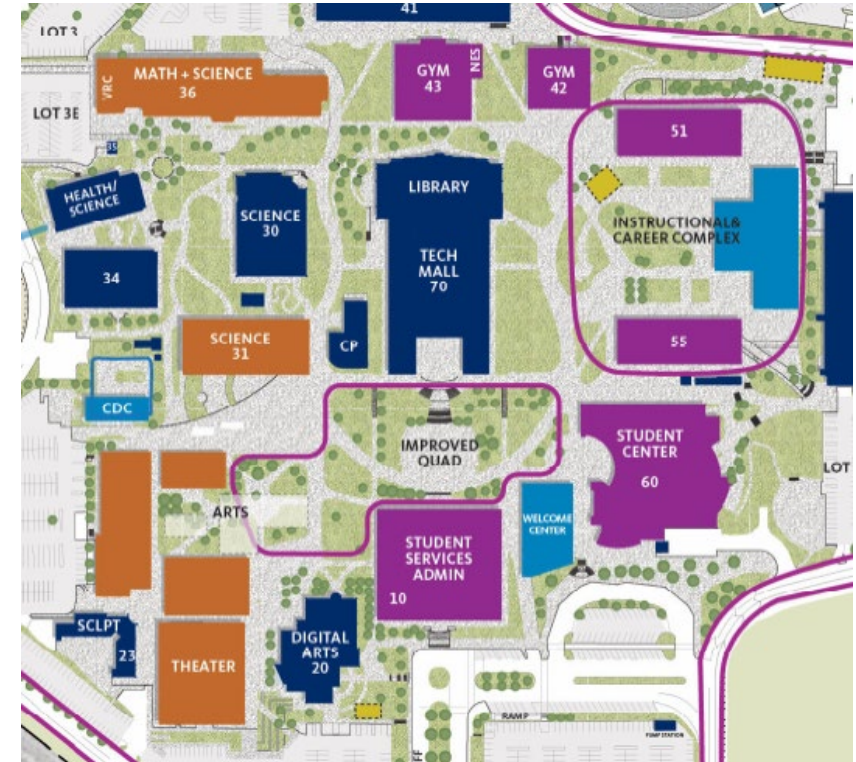 41
LOT 3
MATH + SCIENCE
36
VRC
GYM
43
NES
GYM
42
LOT 3E
51
35
HEALTH/
SCIENCE
LIBRARY
SCIENCE
30
INSTRUCTIONAL&
CAREER COMPLEX
TECH
MALL
70
34
SCIENCE
31
CP
55
CDC
IMPROVED
QUAD
STUDENT
CENTER
60
LOT
ARTS
WELCOME
CENTER
STUDENT
SERVICES
ADMIN
10
SCLPT
23
DIGITAL
ARTS
20
THEATER
RAMP
PUMP STATION
FF